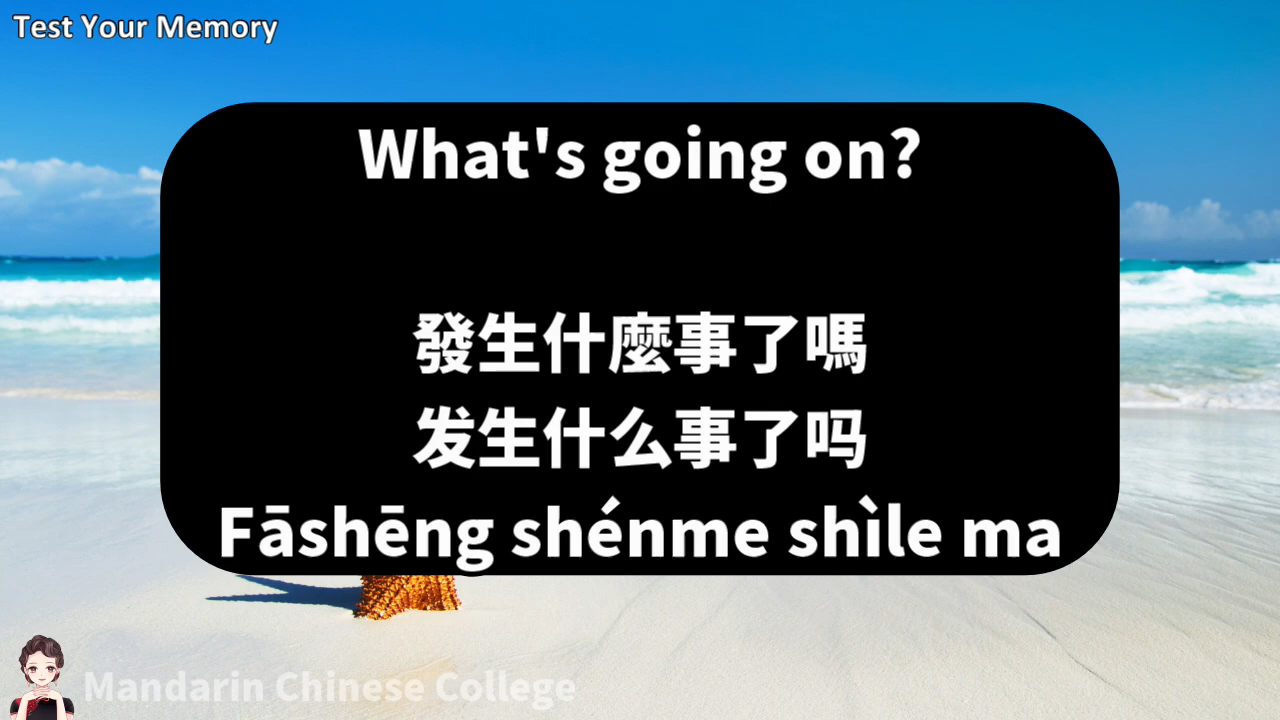 Test Your Memory
What's going on?
發生什麼事了嗎
发生什么事了吗
Fāshēng shénme shìle ma
Mandarin Chinese College